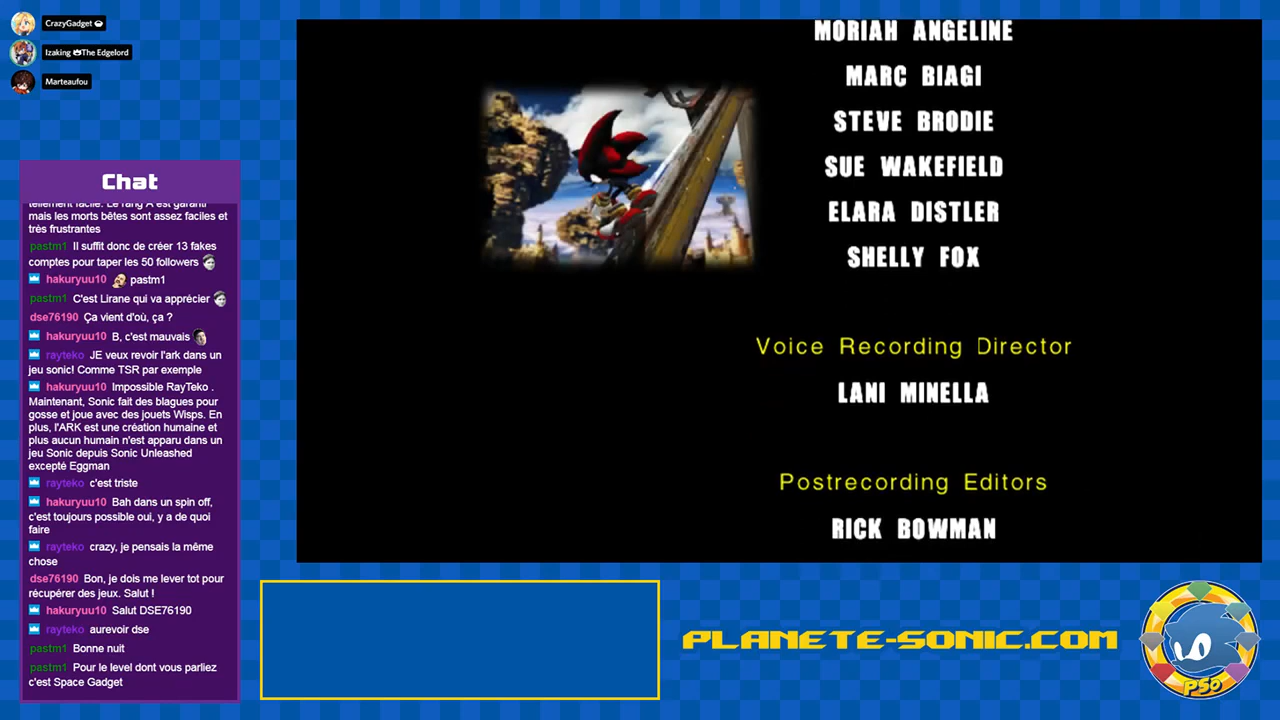 CrazyGadget
Izaking The Edgelord
Marteaufou
Chat
tellement facile. Le rang A est garanti
mais les morts bêtes sont assez faciles et
très frustrantes
pastm1 Il suffit donc de créer 13 fakes
comptes pour taper les 50 followers
hakuryuu10 pastm1
pastm1 C'est Lirane qui va apprécier
dse76190 Ça vient d'où, ça ?
hakuryuu10 B, c'est mauvais
rayteko JE veux revoir l'ark dans un
jeu sonic! Comme TSR par exemple
hakuryuu10 Impossible RayTeko .
Maintenant, Sonic fait des blagues pour
gosse et joue avec des jouets Wisps. En
plus, l'ARK est une création humaine et
plus aucun humain n'est apparu dans un
jeu Sonic depuis Sonic Unleashed
excepté Eggman
rayteko c'est triste
hakuryuu10 Bah dans un spin off,
c'est toujours possible oui, y a de quoi
faire
rayteko crazy, je pensais la même
chose
dse76190 Bon, je dois me lever tot pour
récupérer des jeux. Salut !
hakuryuu10 Salut DSE76190
rayteko aurevoir dse
pastm1 Bonne nuit
pastm1 Pour le level dont vous parliez
c'est Space Gadget
MORIAH ANGELINE
MARC BIAGI
STEVE BRODIE
SUE WAKEFIELD
ELARA DISTLER
SHELLY FOX
Voice Recording Director
LANI MINELLA
Postrecording Editors
RICK BOWMAN
PLANETE-SONIC.COM
PSO